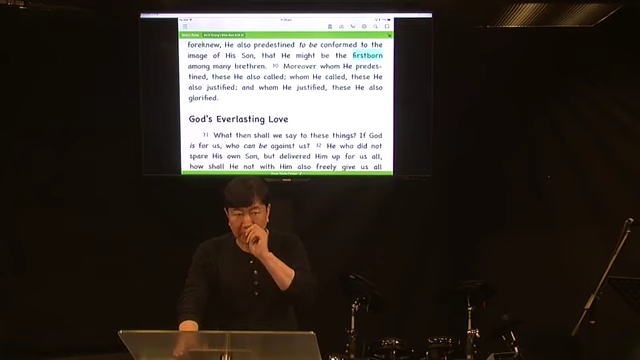 foreknew, He also predestined to be conformed to the
image of His Son, that He might be the firstborn
among many brethren. 30 Moreover whom He predes-
tined, these He also called; whom He called, these He
also justified; and whom He justified, these He also
glorified.
God's Everlasting Love
31 What then shall we say to these things? If God
is for us, who can be against us? 32 He who did not
spare His own Son, but delivered Him up for us all,
how shall He not with Him also freely give us all